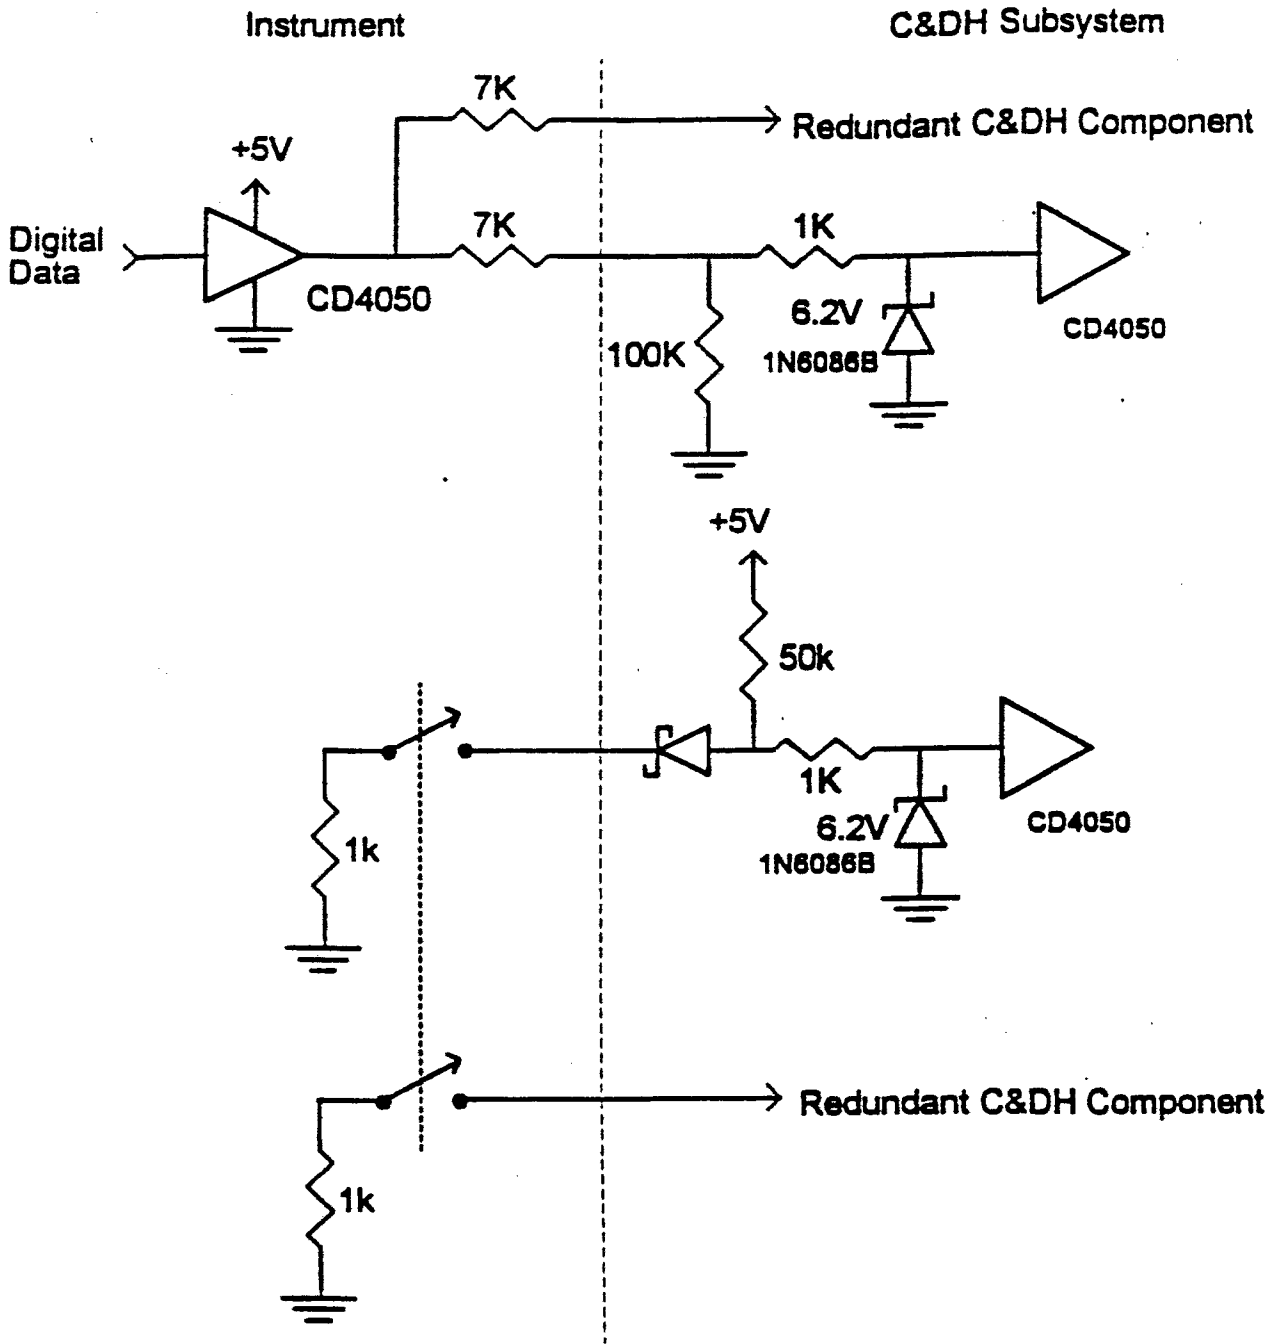 Instrument
C&DH Subsystem
7K
Redundant C&DH Component
+5V
7K
1K
Digital
Data
CD4050
6.2V
CD4050
100K
1N6086B
+5V
50k
1K
1k
6.2V
CD4050
1N6086B
Redundant C&DH Component
1k